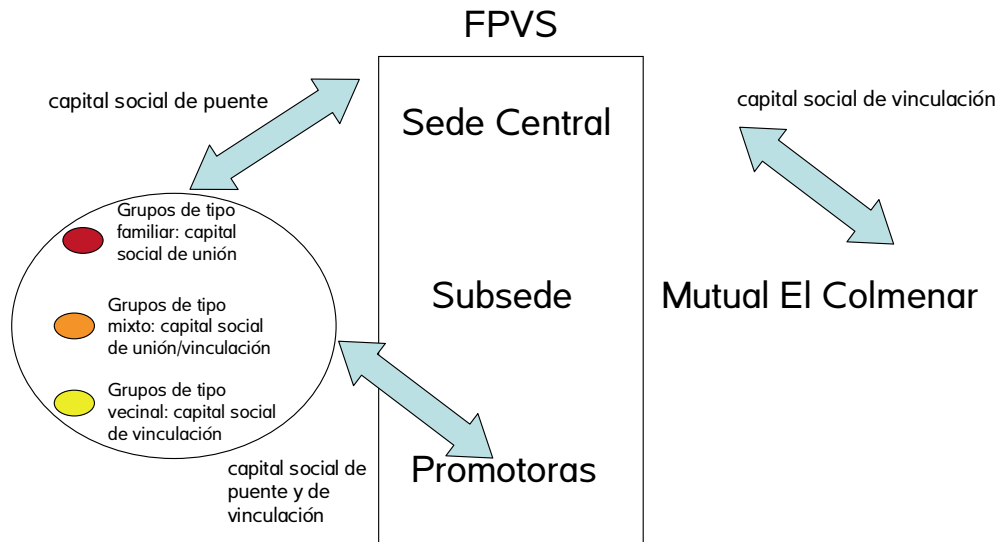 FPVS
capital social de puente
capital social de vinculación
Sede Central
Grupos de tipo
familiar: capital
social de unión
Grupos de tipo
mixto: capital social
de unión/vinculación
Grupos de tipo
vecinal: capital social
de vinculación
Subsede
Mutual El Colmenar
capital social de
puente y de
vinculación
Promotoras